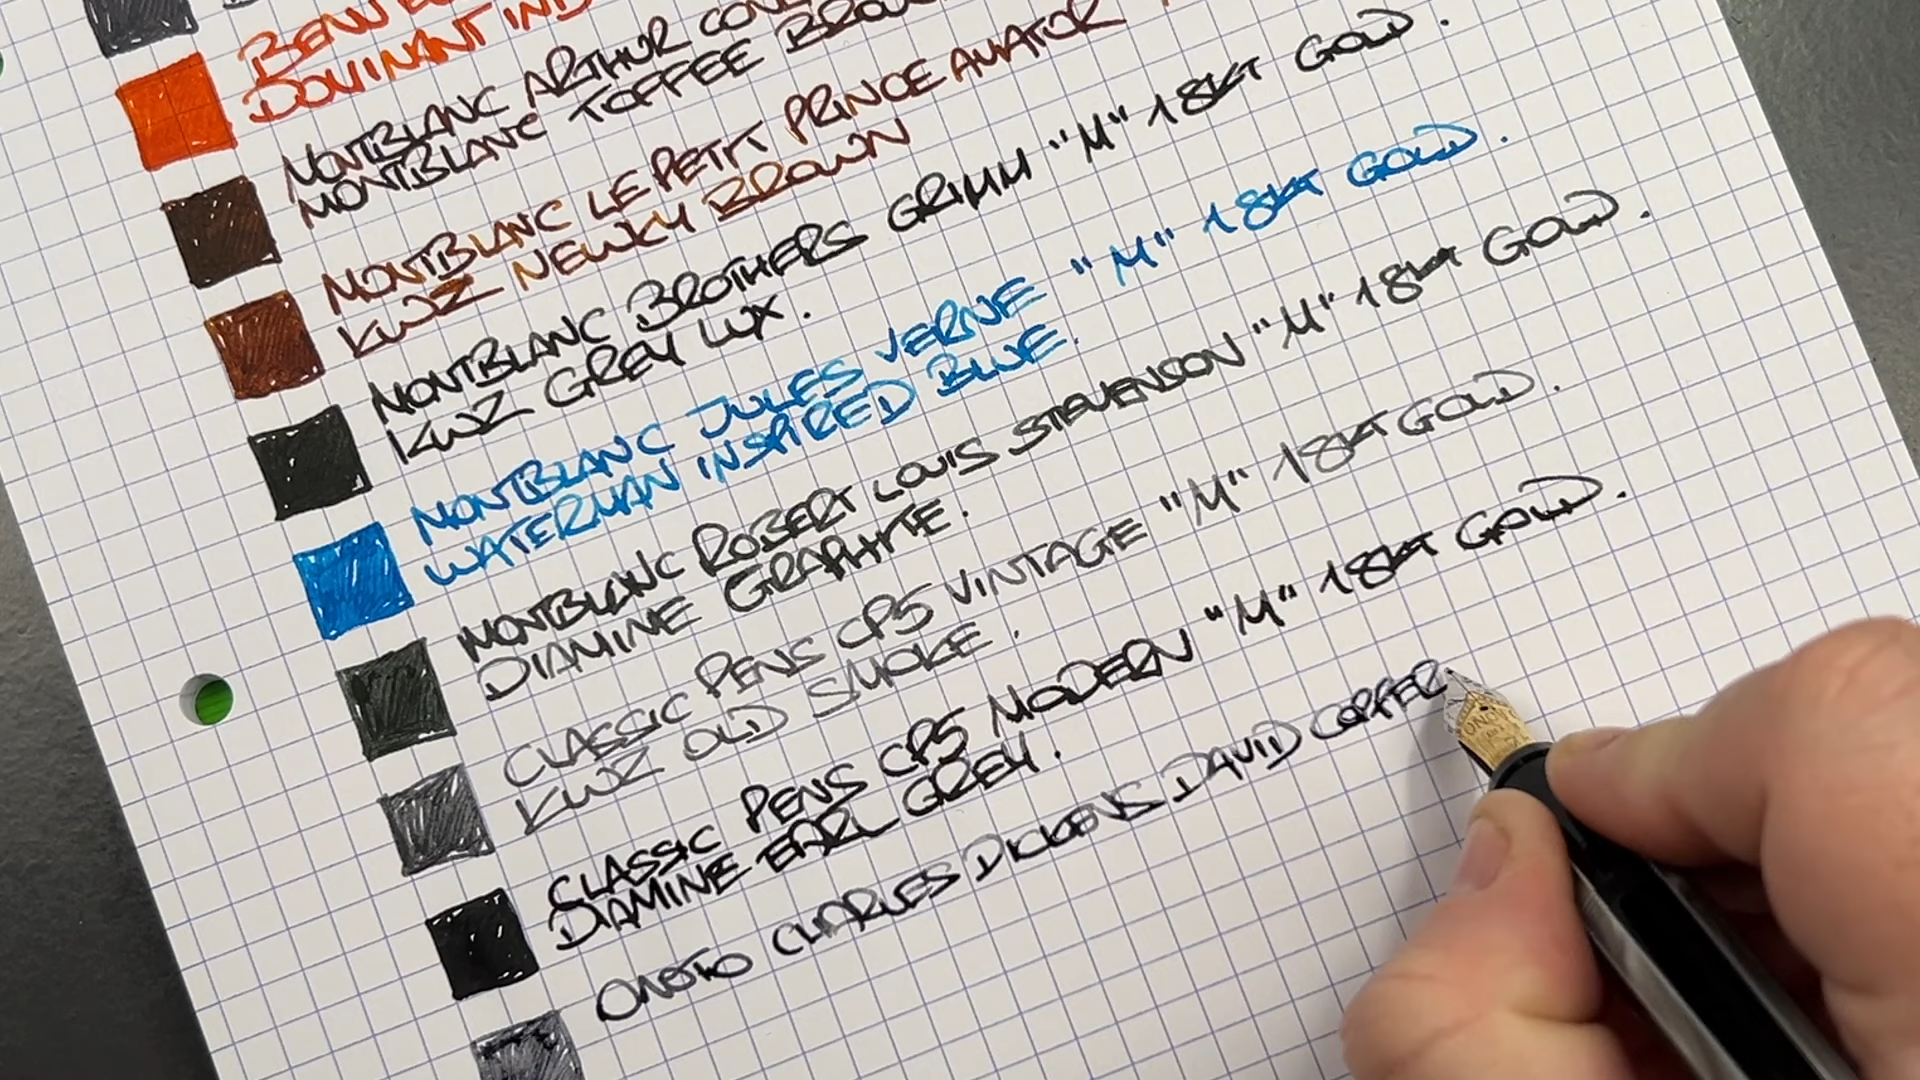 DOMINANT IND
MONTBLANC ARTHUR
MONTBLANC TOFFEE
MONTBLANC LE PETIT PRINCE AVIATOR
KWZ NEWKY BROWN
MONTBLANC BROTHERS GRIMM "M" 18KT GOLD.
KWZ GREY LUX.
MONTBLANC JULES VERNE "M" 18KT GOLD.
WATERMAN INSPIRED BLUE.
MONTBLANC ROBERT LOUIS STEVENSON "M" 18KT GOLD.
DIAMINE GRAPHITE.
CLASSIC PENS CP5 VINTAGE "M" 18KT GOLD.
KWZ OLD SMOKE.
CLASSIC PENS CP5 MODERN "M" 18KT GOLD.
DIAMINE EARL GREY.
ONOTO CHARLES DICKENS DAVID COPPER